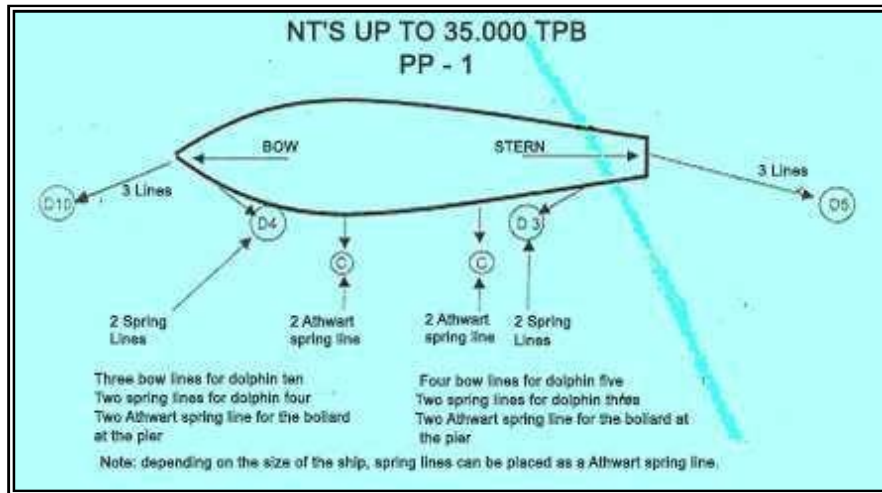 NT'S UP TO 35.000 TPB
PP - 1
BOW
STERN
3 Lines
3 Lines
D10
D4
D3
D5
C
C
2 Spring
Lines
2 Athwart
spring line
2 Athwart
spring line
2 Spring
Lines
Three bow lines for dolphin ten
Two spring lines for dolphin four
Two Athwart spring line for the bollard
at the pier
Four bow lines for dolphin five
Two spring lines for dolphin three
Two Athwart spring line for the bollard at
the pier
Note: depending on the size of the ship, spring lines can be placed as a Athwart spring line.